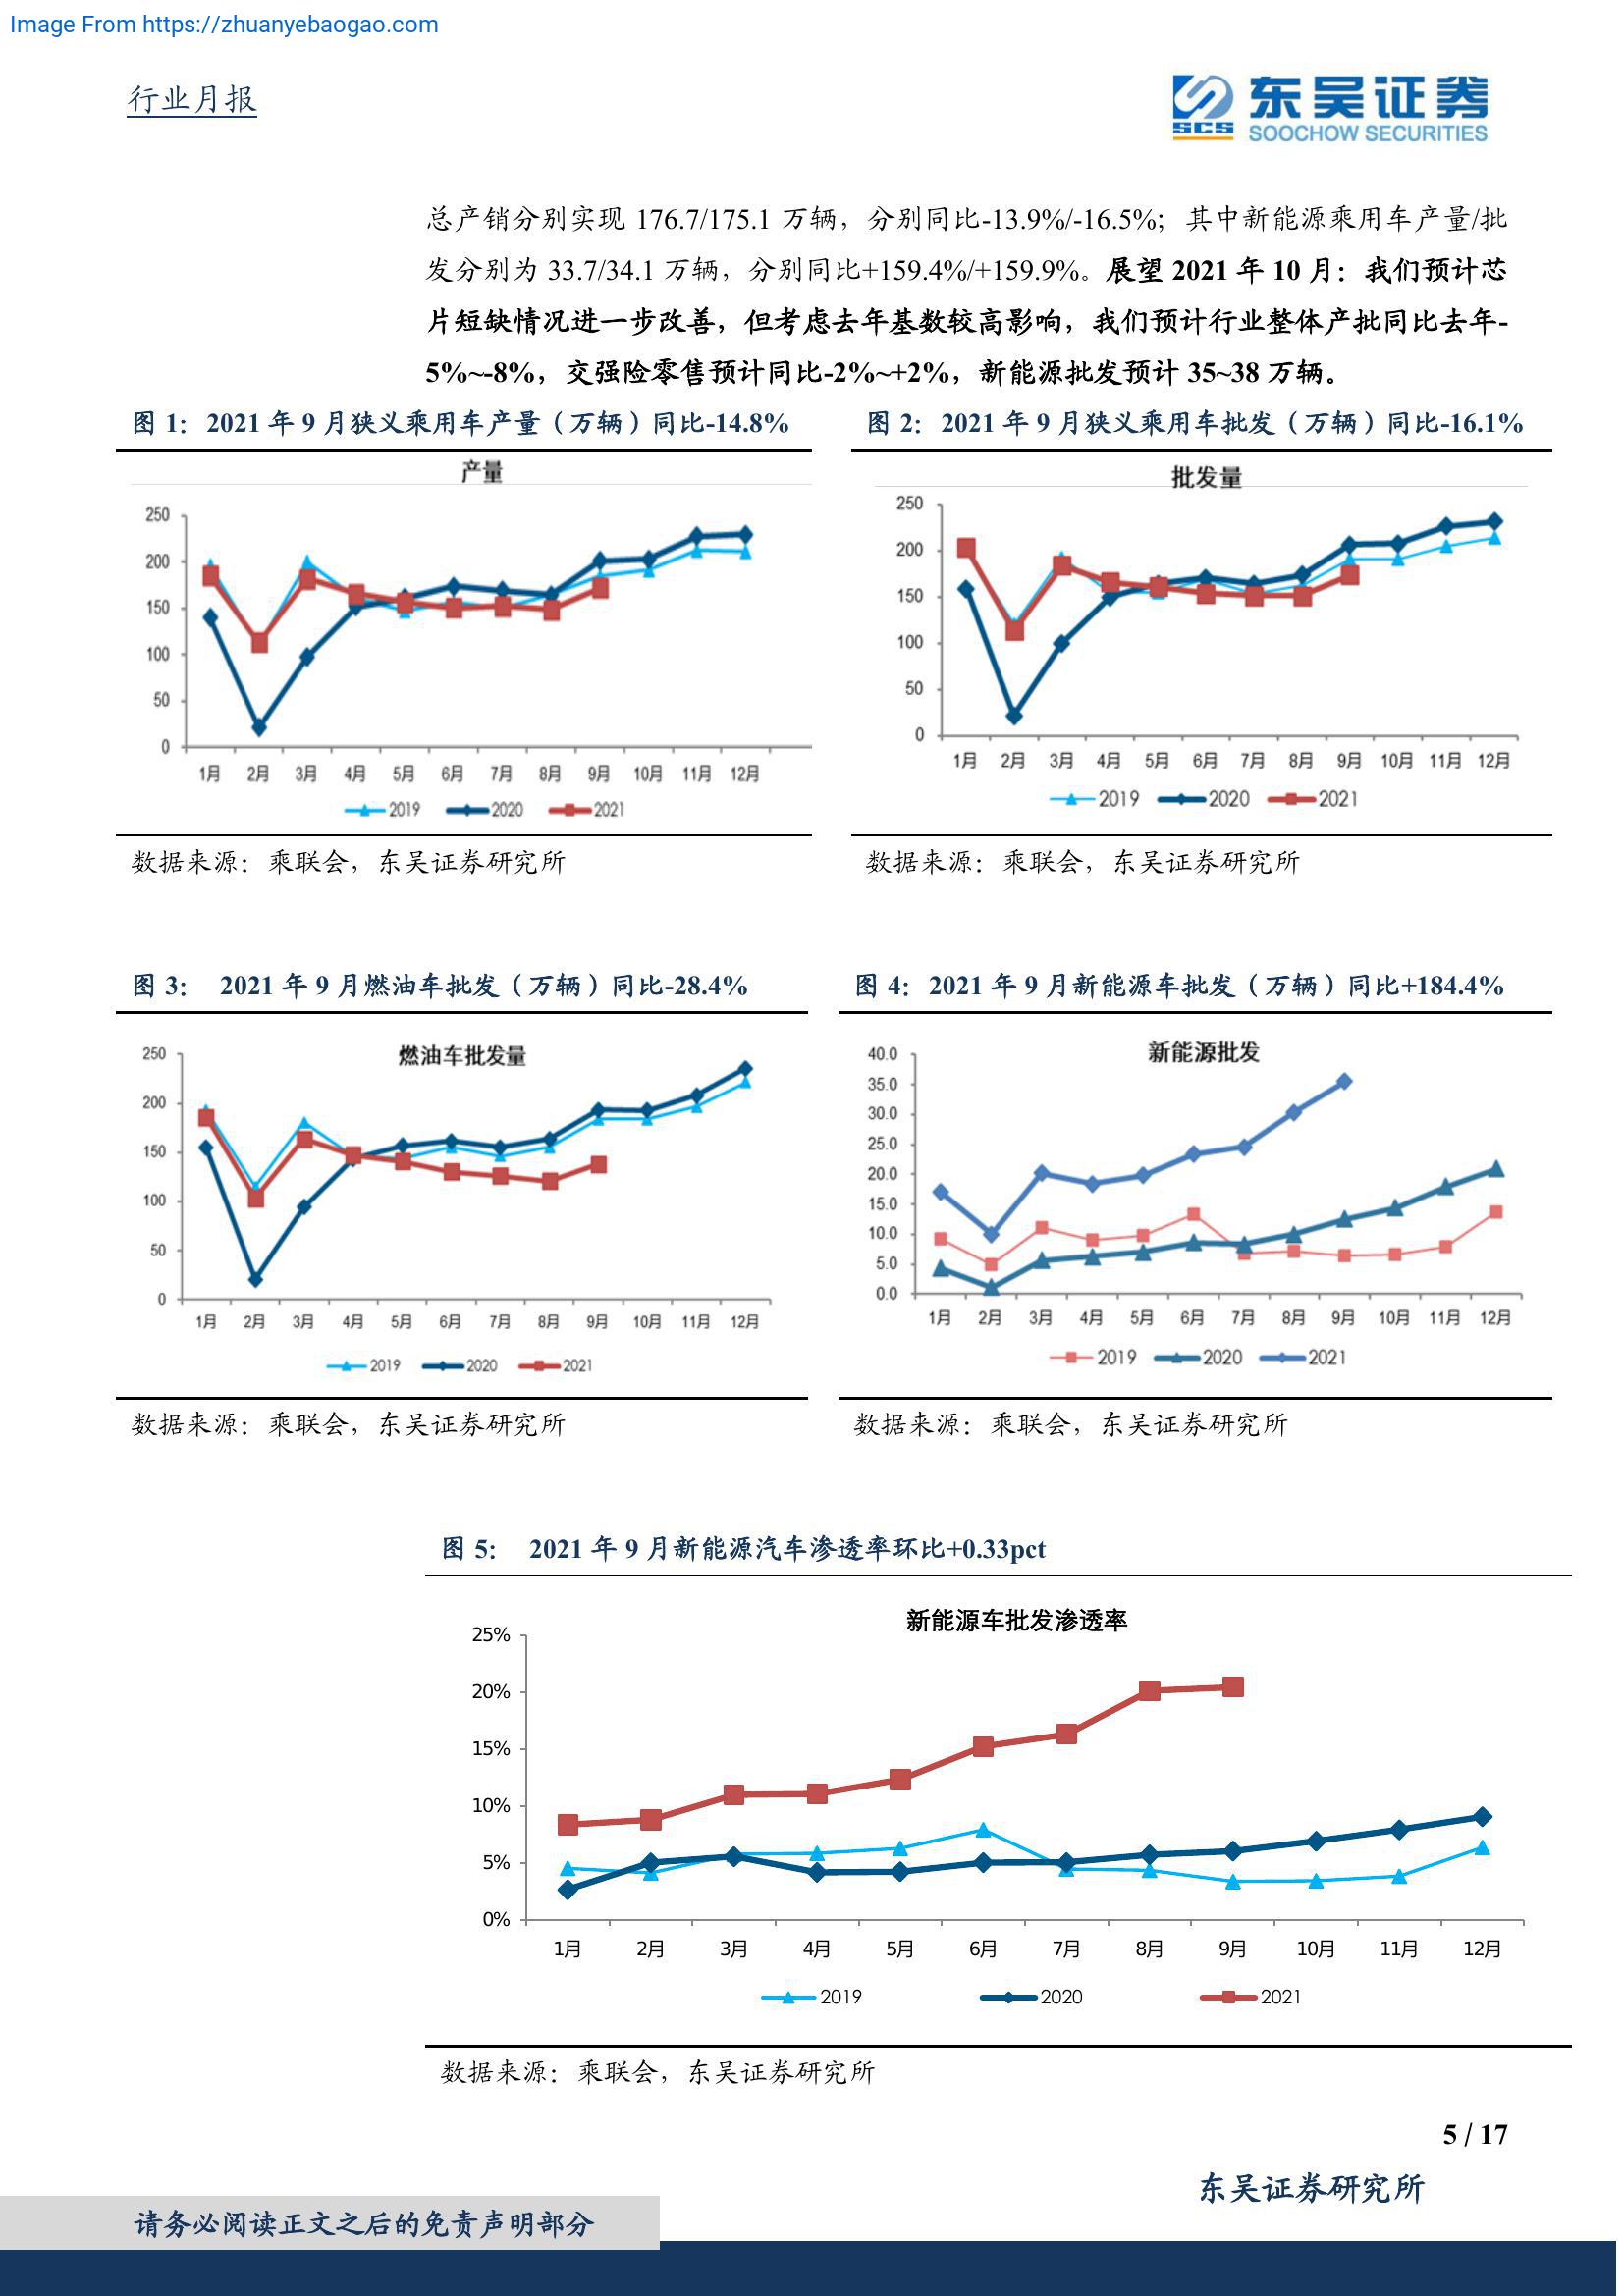 Image From https://zhuanyebaogao.com
行业月报
东吴证券
SCS
SOOCHOW SECURITIES
总产销分别实现 176.7/175.1 万辆，分别同比-13.9%/-16.5%；其中新能源乘用车产量/批
发分别为 33.7/34.1 万辆，分别同比+159.4%/+159.9%。展望 2021 年 10 月：我们预计芯
片短缺情况进一步改善，但考虑去年基数较高影响，我们预计行业整体产批同比去年-
5%~-8%，交强险零售预计同比-2%~+2%，新能源批发预计 35~38 万辆。
图 1：2021 年 9 月狭义乘用车产量（万辆）同比-14.8%
产量
250
200
150
100
50
0
1月 2月 3月 4月 5月 6月 7月 8月 9月 10月 11月 12月
2019 2020 2021
数据来源：乘联会，东吴证券研究所
图 2：2021 年 9 月狭义乘用车批发（万辆）同比-16.1%
批发量
250
200
150
100
50
0
1月 2月 3月 4月 5月 6月 7月 8月 9月 10月 11月 12月
2019 2020 2021
数据来源：乘联会，东吴证券研究所
图 3： 2021 年 9 月燃油车批发（万辆）同比-28.4%
燃油车批发量
250
200
150
100
50
0
1月 2月 3月 4月 5月 6月 7月 8月 9月 10月 11月 12月
2019 2020 2021
数据来源：乘联会，东吴证券研究所
图 4：2021 年 9 月新能源车批发（万辆）同比+184.4%
新能源批发
40.0
35.0
30.0
25.0
20.0
15.0
10.0
5.0
0.0
1月 2月 3月 4月 5月 6月 7月 8月 9月 10月 11月 12月
2019 2020 2021
数据来源：乘联会，东吴证券研究所
图 5： 2021 年 9 月新能源汽车渗透率环比+0.33pct
新能源车批发渗透率
25%
20%
15%
10%
5%
0%
1月 2月 3月 4月 5月 6月 7月 8月 9月 10月 11月 12月
2019 2020 2021
数据来源：乘联会，东吴证券研究所
5 / 17
东吴证券研究所
请务必阅读正文之后的免责声明部分